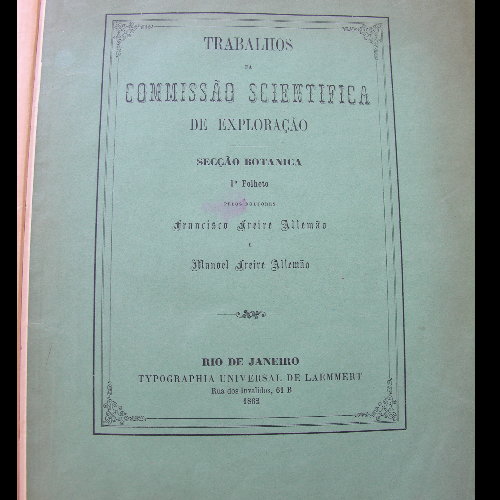 TRABALHOS
DA
COMMISSÃO SCIENTIFICA
DE EXPLORAÇÃO
SECÇÃO BOTANICA
1º Folheto
PELOS DOUTORES
Francisco Freire Allemão
E
Manoel Freire Allemão
RIO DE JANEIRO
TYPOGRAPHIA UNIVERSAL DE LAEMMERT
Rua dos Invalidos, 61 B
1862